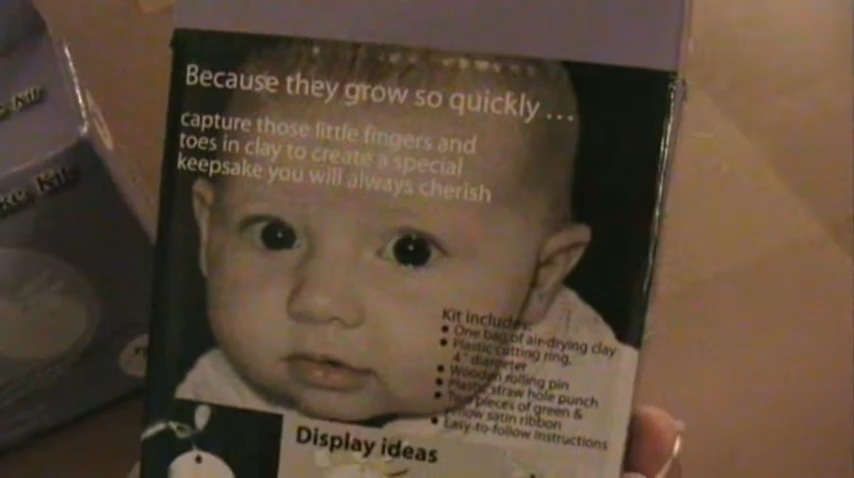 Because they grow so quickly ...
capture those little fingers and
toes in clay to create a special
keepsake you will always cherish
Kit includes:
• One bag of air-drying clay
• Plastic cutting ring,
4" diameter
• Wooden rolling pin
• Plastic straw hole punch
• Two pieces of green &
yellow satin ribbon
• Easy-to-follow instructions
Display ideas
Kit
Kit